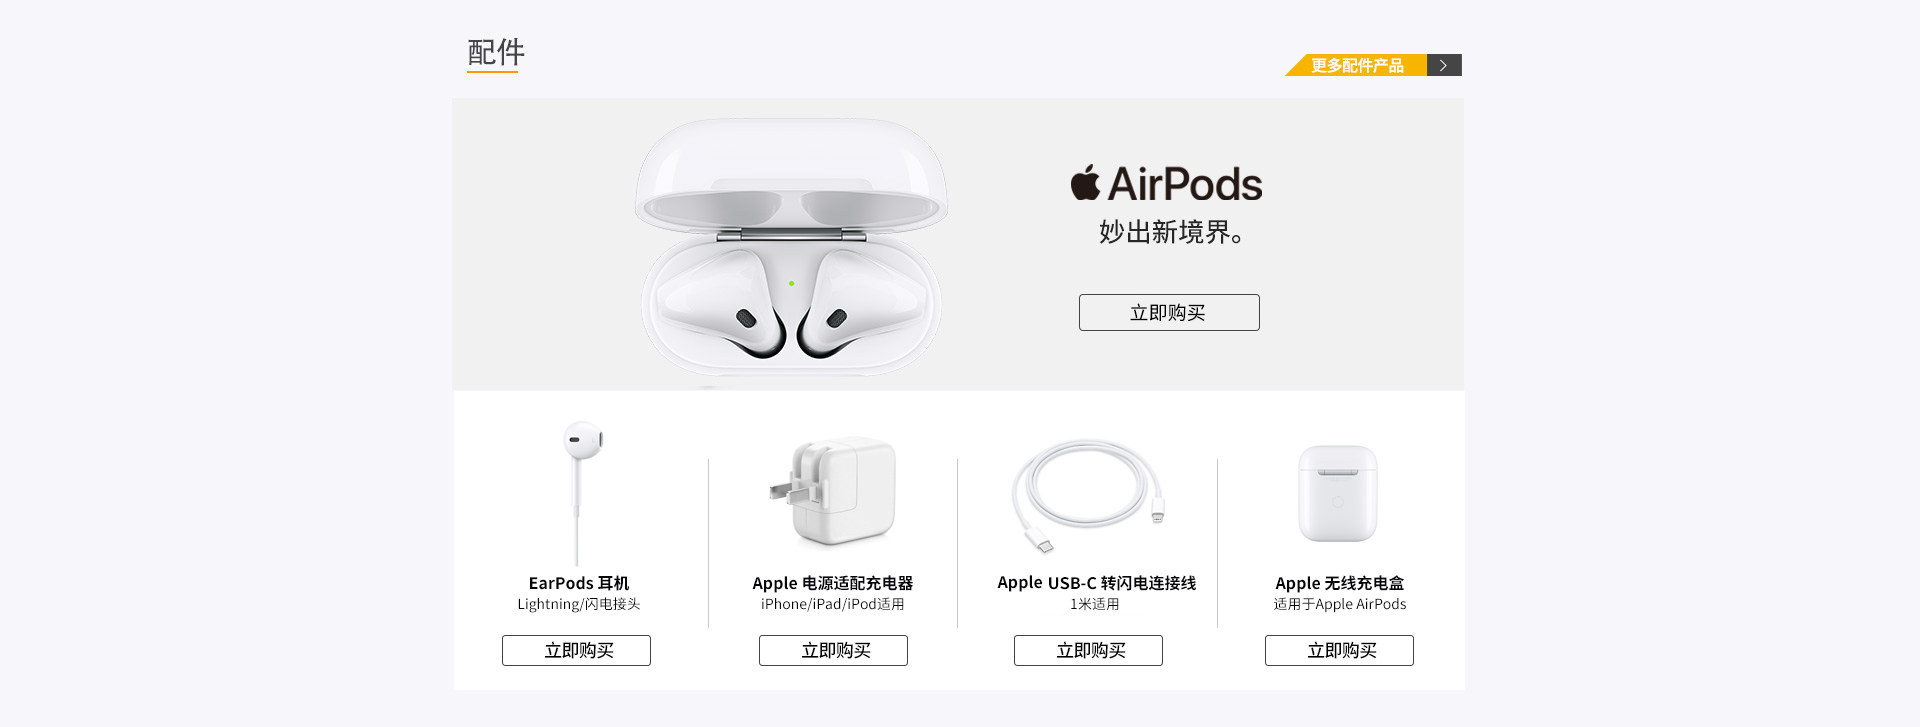 配件
更多配件产品
AirPods
妙出新境界。
立即购买
EarPods 耳机
Lightning/闪电接头
立即购买
Apple 电源适配充电器
iPhone/iPad/iPod适用
立即购买
Apple USB-C 转闪电连接线
1米适用
立即购买
Apple 无线充电盒
适用于Apple AirPods
立即购买